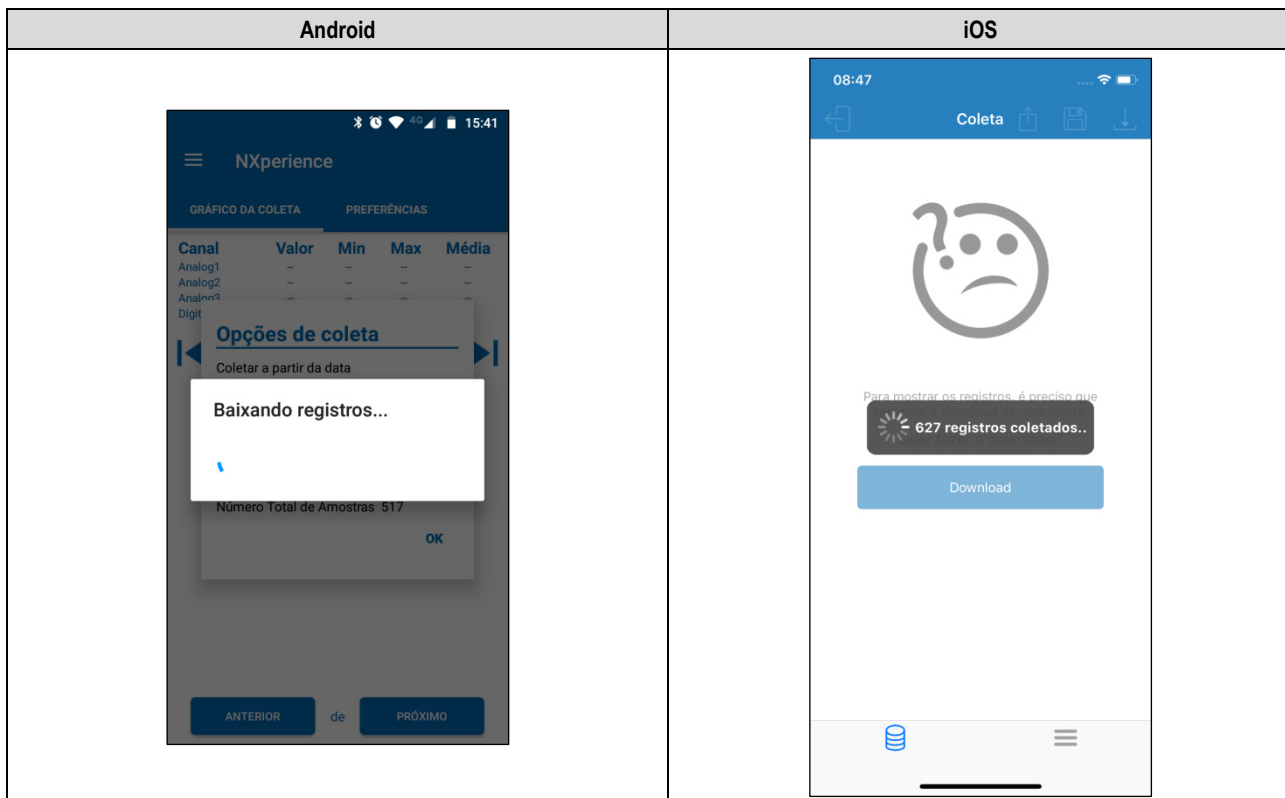 Android
iOS
15:41
NXperience
GRÁFICO DA COLETA PREFERÊNCIAS
Canal Valor Min Max Média
Analog1 -- -- -- --
Analog2 -- -- -- --
Analog3 -- -- -- --
Digit
Opções de coleta
Coletar a partir da data
Baixando registros...
Número Total de Amostras 517
OK
ANTERIOR de PRÓXIMO
08:47
Coleta
Para mostrar os registros, é preciso que
627 registros coletados..
Download